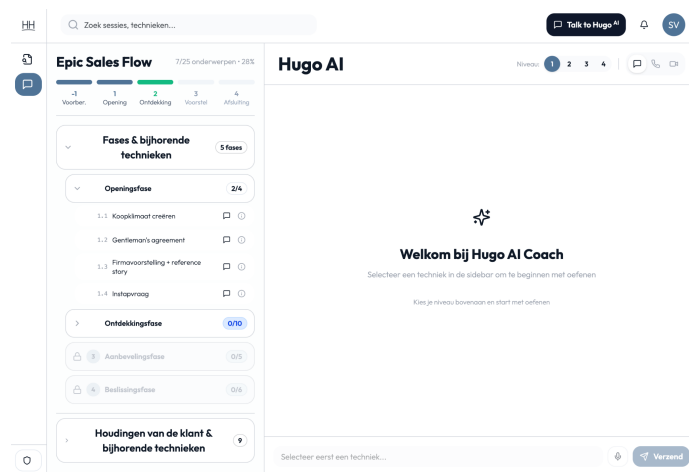 HH
Zoek sessies, technieken...
Talk to Hugo AI
SV
Epic Sales Flow
7/25 onderwerpen • 28%
-1
1
2
3
4
Voorber.
Opening
Ontdekking
Voorstel
Afsluiting
Fases & bijhorende
technieken
5 fases
Openingsfase
2/4
1.1 Koopklimaat creëren
1.2 Gentleman's agreement
1.3 Firmavoorstelling + reference
story
1.4 Instapvraag
Ontdekkingsfase
0/10
3 Aanbevelingsfase
0/5
4 Beslissingsfase
0/6
Houdingen van de klant &
bijhorende technieken
9
Hugo AI
Niveau: 1 2 3 4
Welkom bij Hugo AI Coach
Selecteer een techniek in de sidebar om te beginnen met oefenen
Kies je niveau bovenaan en start met oefenen
Selecteer eerst een techniek...
Verzend